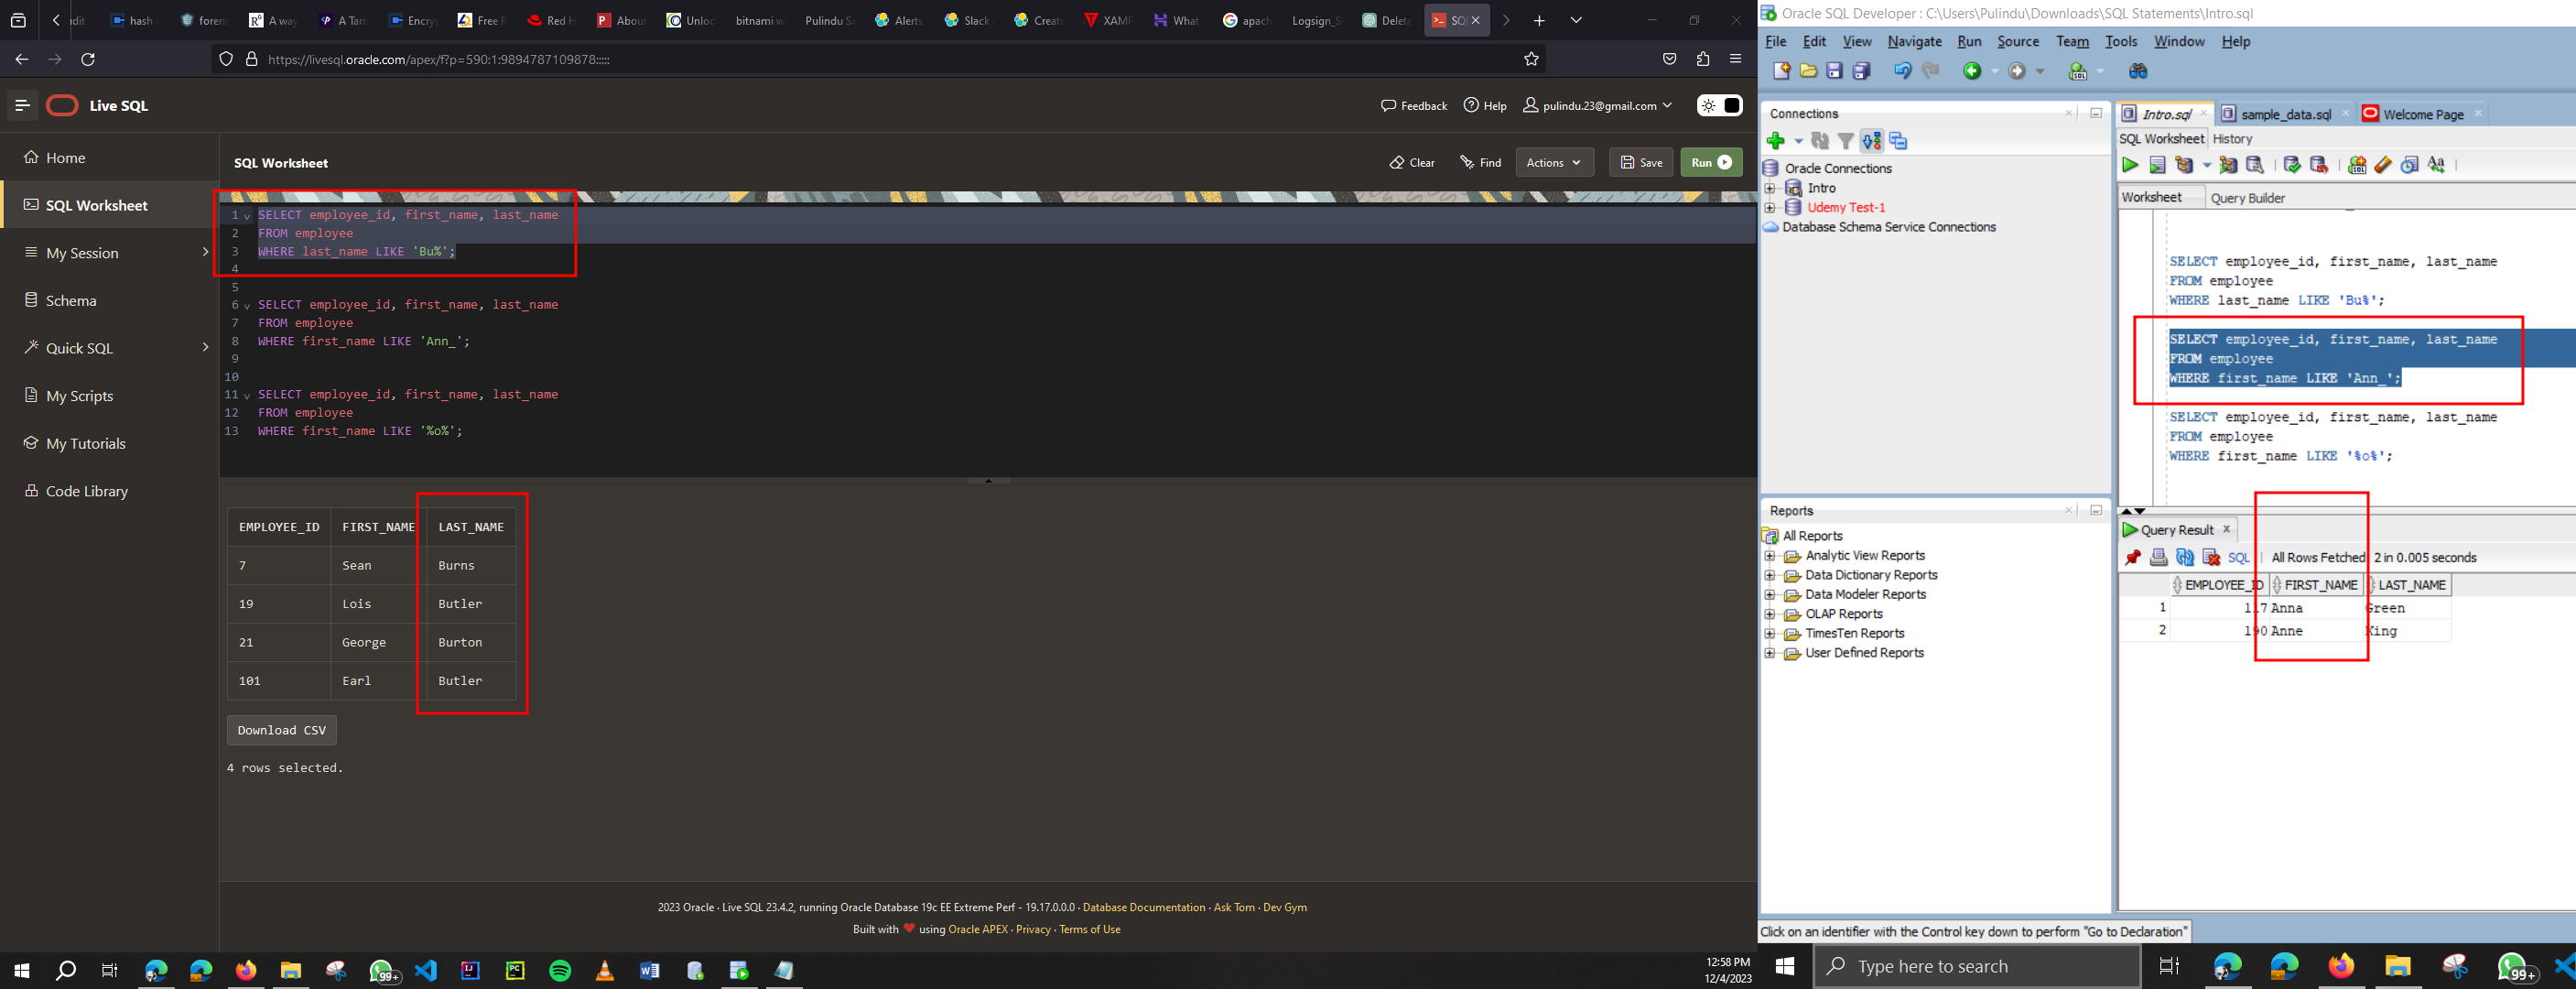 edit
hash
forens
A way
A Tam
Encry
Free R
Red H
About
Unloc
bitnami w
Pulindu Sa
Alerts
Slack
Create
XAMP
What
apach
Logsign_S
Delete
SQL
https://livesql.oracle.com/apex/f?p=590:1:9894787109878:::::
Live SQL
Feedback
Help
pulindu.23@gmail.com
Home
SQL Worksheet
My Session
Schema
Quick SQL
My Scripts
My Tutorials
Code Library
SQL Worksheet
Clear
Find
Actions
Save
Run
1 SELECT employee_id, first_name, last_name
2 FROM employee
3 WHERE last_name LIKE 'Bu%';
4
5
6 SELECT employee_id, first_name, last_name
7 FROM employee
8 WHERE first_name LIKE 'Ann_';
9
10
11 SELECT employee_id, first_name, last_name
12 FROM employee
13 WHERE first_name LIKE '%o%';
EMPLOYEE_ID FIRST_NAME LAST_NAME
7 Sean Burns
19 Lois Butler
21 George Burton
101 Earl Butler
Download CSV
4 rows selected.
2023 Oracle · Live SQL 23.4.2, running Oracle Database 19c EE Extreme Perf - 19.17.0.0.0 · Database Documentation · Ask Tom · Dev Gym
Built with ❤ using Oracle APEX · Privacy · Terms of Use
99+
12:58 PM
12/4/2023
Oracle SQL Developer : C:\Users\Pulindu\Downloads\SQL Statements\Intro.sql
File Edit View Navigate Run Source Team Tools Window Help
Connections
Oracle Connections
Intro
Udemy Test-1
Database Schema Service Connections
Reports
All Reports
Analytic View Reports
Data Dictionary Reports
Data Modeler Reports
OLAP Reports
TimesTen Reports
User Defined Reports
Intro.sql
sample_data.sql
Welcome Page
SQL Worksheet History
Worksheet Query Builder
SELECT employee_id, first_name, last_name
FROM employee
WHERE last_name LIKE 'Bu%';
SELECT employee_id, first_name, last_name
FROM employee
WHERE first_name LIKE 'Ann_';
SELECT employee_id, first_name, last_name
FROM employee
WHERE first_name LIKE '%o%';
Query Result
SQL | All Rows Fetched: 2 in 0.005 seconds
EMPLOYEE_ID FIRST_NAME LAST_NAME
1 117 Anna Green
2 190 Anne King
Click on an identifier with the Control key down to perform "Go to Declaration"
Type here to search
99+